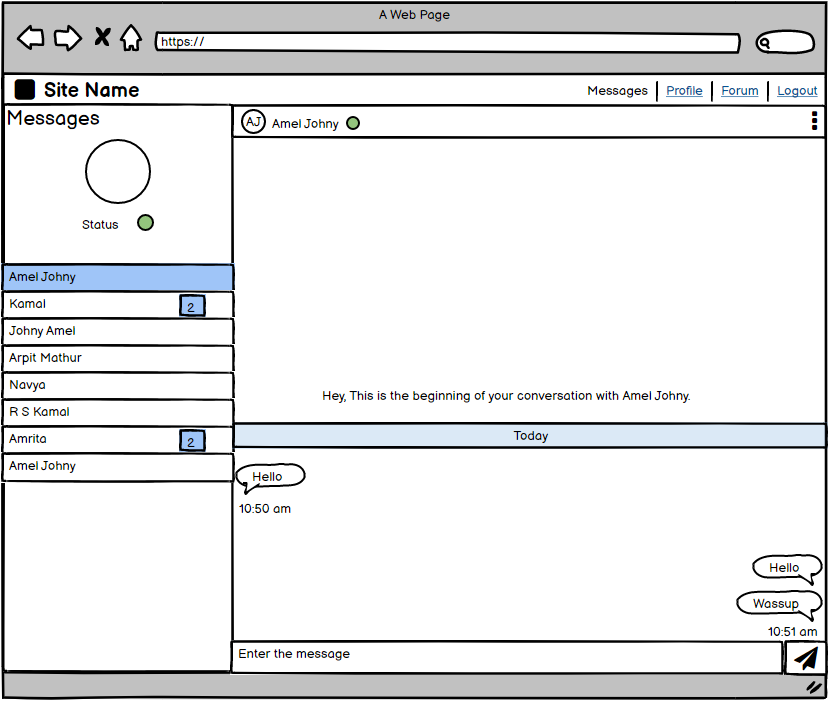 A Web Page
https://
Site Name
Messages
Profile
Forum
Logout
Messages
Status
Amel Johny
Kamal
2
Johny Amel
Arpit Mathur
Navya
R S Kamal
Amrita
2
Amel Johny
AJ
Amel Johny
Hey, This is the beginning of your conversation with Amel Johny.
Today
Hello
10:50 am
Hello
Wassup
10:51 am
Enter the message